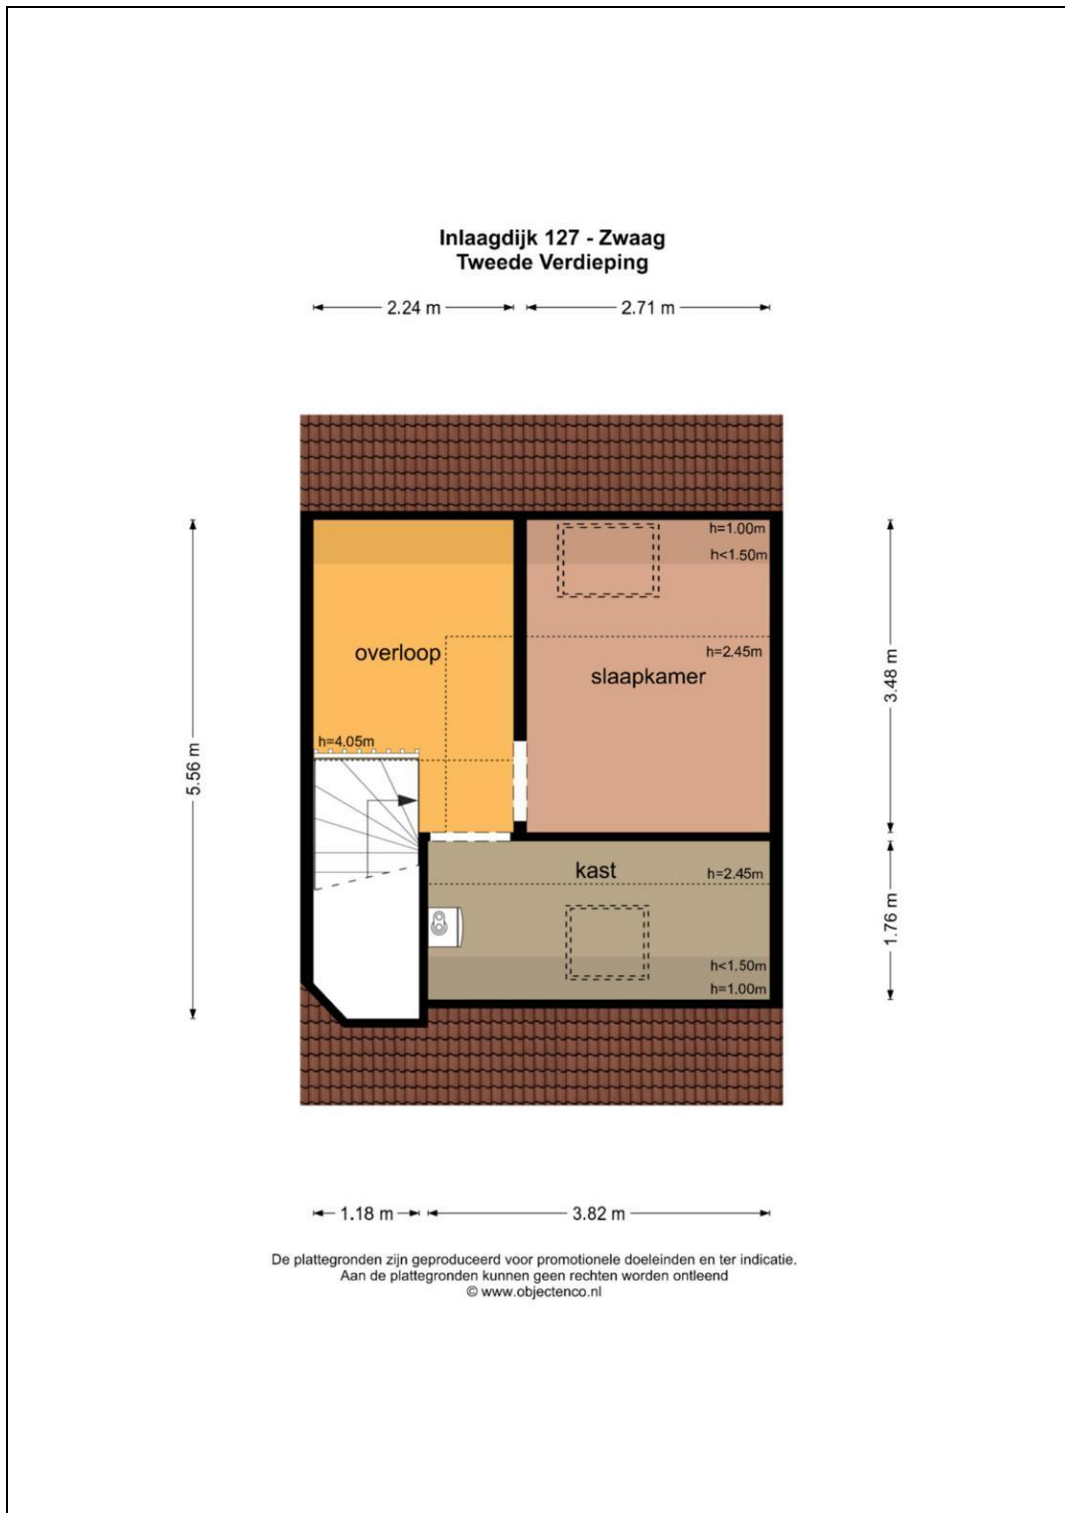 Inlaagdijk 127 - Zwaag
Tweede Verdieping
2.24 m
2.71 m
h=1.00m
h<1.50m
overloop
h=2.45m
slaapkamer
3.48 m
h=4.05m
5.56 m
kast
h=2.45m
1.76 m
h<1.50m
h=1.00m
1.18 m
3.82 m
De plattegronden zijn geproduceerd voor promotionele doeleinden en ter indicatie.
Aan de plattegronden kunnen geen rechten worden ontleend
© www.objectenco.nl